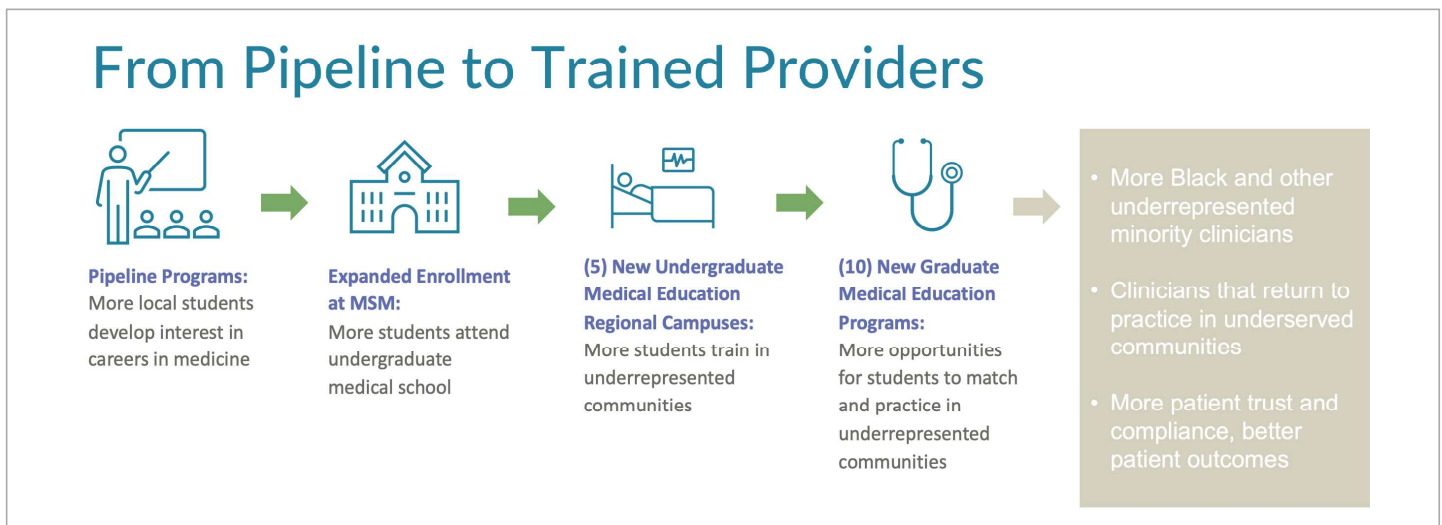 From Pipeline to Trained Providers
Pipeline Programs:
More local students
develop interest in
careers in medicine
Expanded Enrollment
at MSM:
More students attend
undergraduate
medical school
(5) New Undergraduate
Medical Education
Regional Campuses:
More students train in
underrepresented
communities
(10) New Graduate
Medical Education
Programs:
More opportunities
for students to match
and practice in
underrepresented
communities
• More Black and other
underrepresented
minority clinicians
• Clinicians that return to
practice in underserved
communities
• More patient trust and
compliance, better
patient outcomes